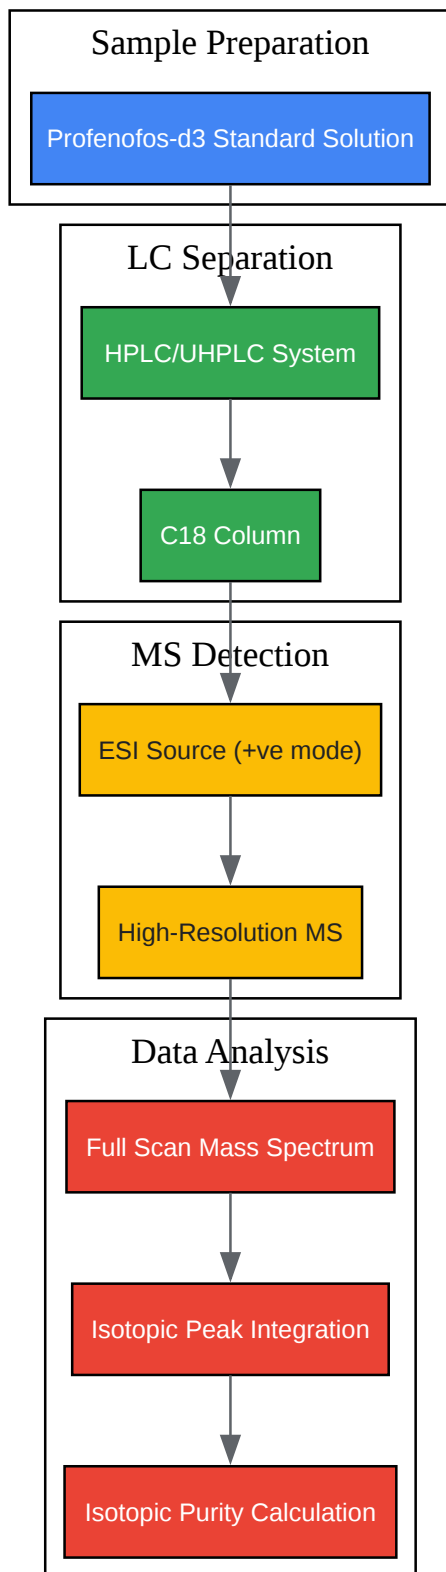 Sample Preparation
Profenofos-d3 Standard Solution
LC Separation
HPLC/UHPLC System
C18 Column
MS Detection
ESI Source (+ve mode)
High-Resolution MS
Data Analysis
Full Scan Mass Spectrum
Isotopic Peak Integration
Isotopic Purity Calculation